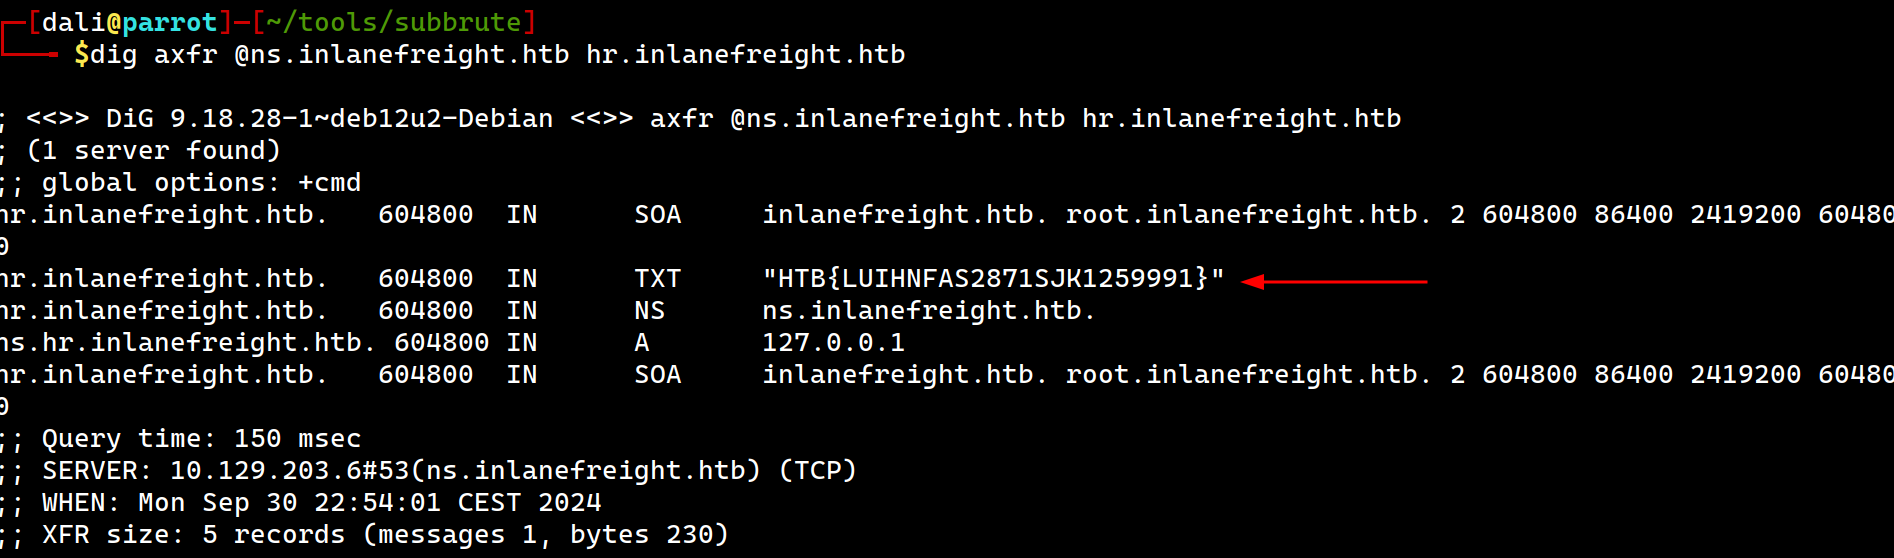 [dali@parrot]-[~/tools/subbrute]
$dig axfr @ns.inlanefreight.htb hr.inlanefreight.htb
; <<>> DiG 9.18.28-1~deb12u2-Debian <<>> axfr @ns.inlanefreight.htb hr.inlanefreight.htb
; (1 server found)
;; global options: +cmd
hr.inlanefreight.htb. 604800 IN SOA inlanefreight.htb. root.inlanefreight.htb. 2 604800 86400 2419200 60480
0
hr.inlanefreight.htb. 604800 IN TXT "HTB{LUIHNFAS2871SJK1259991}"
hr.inlanefreight.htb. 604800 IN NS ns.inlanefreight.htb.
ns.hr.inlanefreight.htb. 604800 IN A 127.0.0.1
hr.inlanefreight.htb. 604800 IN SOA inlanefreight.htb. root.inlanefreight.htb. 2 604800 86400 2419200 60480
0
;; Query time: 150 msec
;; SERVER: 10.129.203.6#53(ns.inlanefreight.htb) (TCP)
;; WHEN: Mon Sep 30 22:54:01 CEST 2024
;; XFR size: 5 records (messages 1, bytes 230)